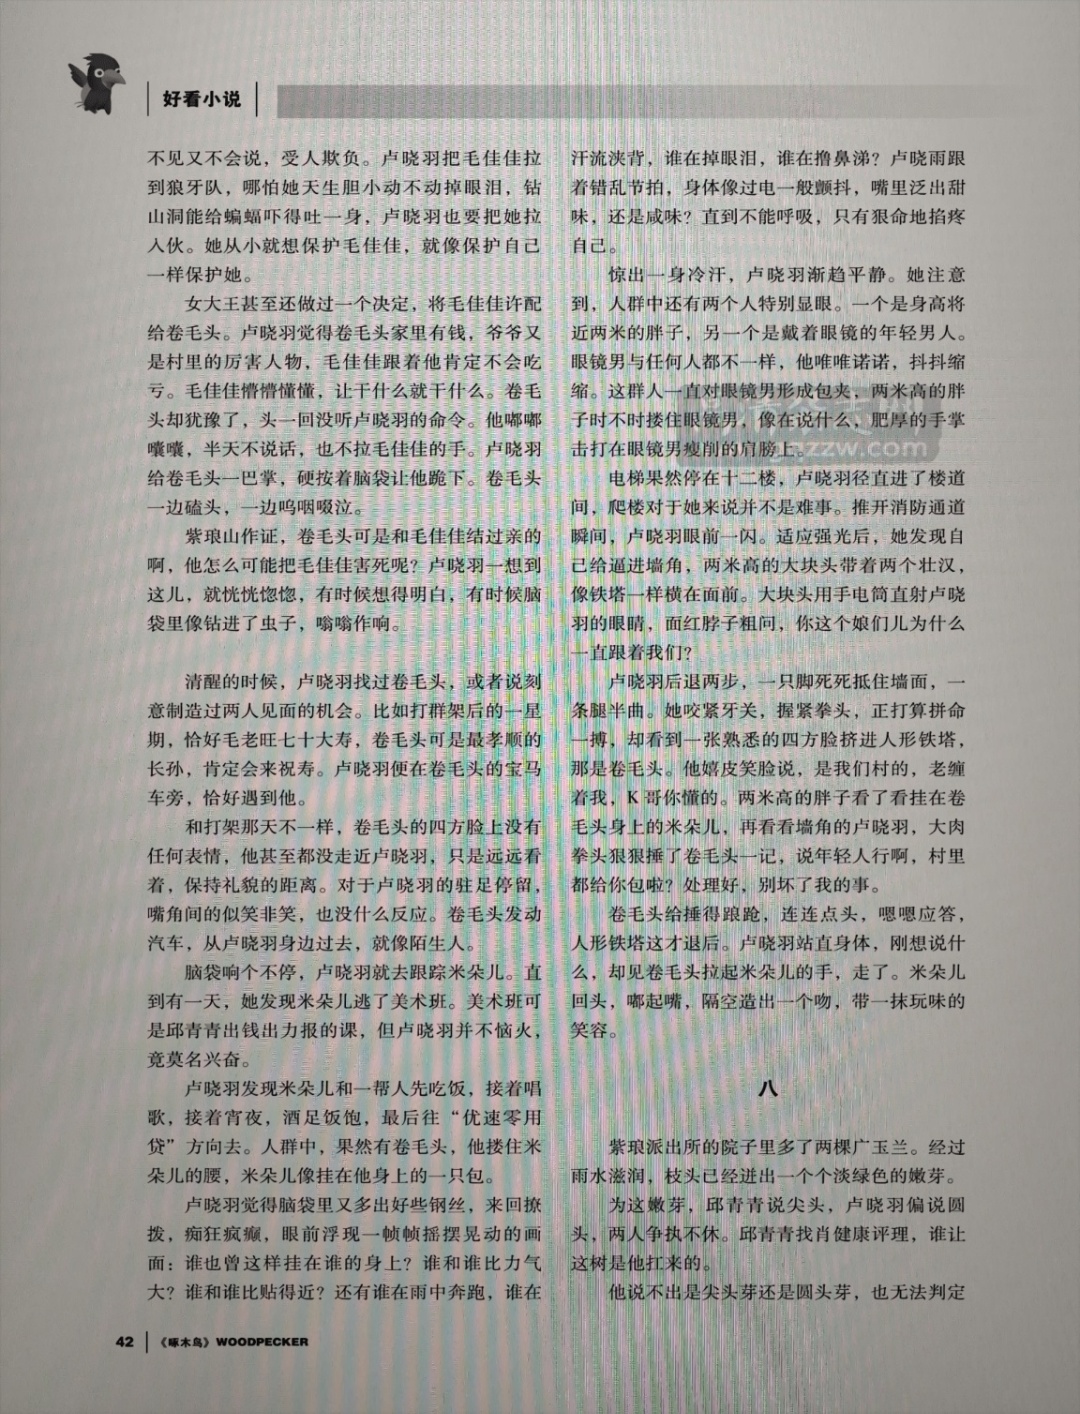 好看小说
不见又不会说，受人欺负。卢晓羽把毛佳佳拉
到狼牙队，哪怕她天生胆小动不动掉眼泪，钻
山洞能给蝙蝠吓得吐一身，卢晓羽也要把她拉
入伙。她从小就想保护毛佳佳，就像保护自己
一样保护她。
女大王甚至还做过一个决定，将毛佳佳许配
给卷毛头。卢晓羽觉得卷毛头家里有钱，爷爷又
是村里的厉害人物，毛佳佳跟着他肯定不会吃
亏。毛佳佳懵懵懂懂，让干什么就干什么。卷毛
头却犹豫了，头一回没听卢晓羽的命令。他嘟嘟
囔囔，半天不说话，也不拉毛佳佳的手。卢晓羽
给卷毛头一巴掌，硬按着脑袋让他跪下。卷毛头
一边磕头，一边呜咽啜泣。
紫琅山作证，卷毛头可是和毛佳佳结过亲的
啊，他怎么可能把毛佳佳害死呢？卢晓羽一想到
这儿，就恍恍惚惚，有时候想得明白，有时候脑
袋里像钻进了虫子，嗡嗡作响。
清醒的时候，卢晓羽找过卷毛头，或者说刻
意制造过两人见面的机会。比如打群架后的一星
期，恰好毛老旺七十大寿，卷毛头可是最孝顺的
长孙，肯定会来祝寿。卢晓羽便在卷毛头的宝马
车旁，恰好遇到他。
和打架那天不一样，卷毛头的四方脸上没有
任何表情，他甚至都没走近卢晓羽，只是远远看
着，保持礼貌的距离。对于卢晓羽的驻足停留，
嘴角间的似笑非笑，也没什么反应。卷毛头发动
汽车，从卢晓羽身边过去，就像陌生人。
脑袋响个不停，卢晓羽就去跟踪米朵儿。直
到有一天，她发现米朵儿逃了美术班。美术班可
是邱青青出钱出力报的课，但卢晓羽并不恼火，
竟莫名兴奋。
卢晓羽发现米朵儿和一帮人先吃饭，接着唱
歌，接着宵夜，酒足饭饱，最后往“优速零用
贷”方向去。人群中，果然有卷毛头，他搂住米
朵儿的腰，米朵儿像挂在他身上的一只包。
卢晓羽觉得脑袋里又多出好些钢丝，来回撩
拨，痴狂疯癫，眼前浮现一帧帧摇摆晃动的画
面：谁也曾这样挂在谁的身上？谁和谁比力气
大？谁和谁比贴得近？还有谁在雨中奔跑，谁在
汗流浃背，谁在掉眼泪，谁在撸鼻涕？卢晓雨跟
着错乱节拍，身体像过电一般颤抖，嘴里泛出甜
味，还是咸味？直到不能呼吸，只有狠命地掐疼
自己。
惊出一身冷汗，卢晓羽渐趋平静。她注意
到，人群中还有两个人特别显眼。一个是身高将
近两米的胖子，另一个是戴着眼镜的年轻男人。
眼镜男与任何人都不一样，他唯唯诺诺，抖抖缩
缩。这群人一直对眼镜男形成包夹，两米高的胖
子时不时搂住眼镜男，像在说什么，肥厚的手掌
击打在眼镜男瘦削的肩膀上。
电梯果然停在十二楼，卢晓羽径直进了楼道
间，爬楼对于她来说并不是难事。推开消防通道
瞬间，卢晓羽眼前一闪。适应强光后，她发现自
己给逼进墙角，两米高的大块头带着两个壮汉，
像铁塔一样横在面前。大块头用手电筒直射卢晓
羽的眼睛，面红脖子粗问，你这个娘们儿为什么
一直跟着我们？
卢晓羽后退两步，一只脚死死抵住墙面，一
条腿半曲。她咬紧牙关，握紧拳头，正打算拼命
一搏，却看到一张熟悉的四方脸挤进人形铁塔，
那是卷毛头。他嬉皮笑脸说，是我们村的，老缠
着我，K 哥你懂的。两米高的胖子看了看挂在卷
毛头身上的米朵儿，再看看墙角的卢晓羽，大肉
拳头狠狠捶了卷毛头一记，说年轻人行啊，村里
都给你包啦？处理好，别坏了我的事。
卷毛头给捶得踉跄，连连点头，嗯嗯应答，
人形铁塔这才退后。卢晓羽站直身体，刚想说什
么，却见卷毛头拉起米朵儿的手，走了。米朵儿
回头，嘟起嘴，隔空造出一个吻，带一抹玩味的
笑容。
八
紫琅派出所的院子里多了两棵广玉兰。经过
雨水滋润，枝头已经迸出一个个淡绿色的嫩芽。
为这嫩芽，邱青青说尖头，卢晓羽偏说圆
头，两人争执不休。邱青青找肖健康评理，谁让
这树是他扛来的。
他说不出是尖头芽还是圆头芽，也无法判定
42 《啄木鸟》WOODPECKER